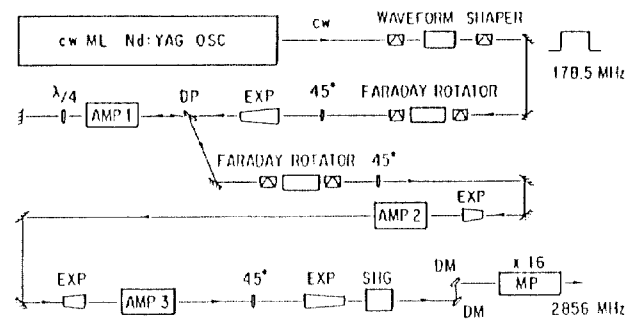 cw ML Nd:YAG OSC
cw
WAVEFORM SHAPER
178.5 MHz
λ/4
AMP 1
DP
EXP
45°
FARADAY ROTATOR
FARADAY ROTATOR
45°
AMP 2
EXP
EXP
AMP 3
45°
EXP
SHG
DM
DM
x 16
MP
2856 MHz